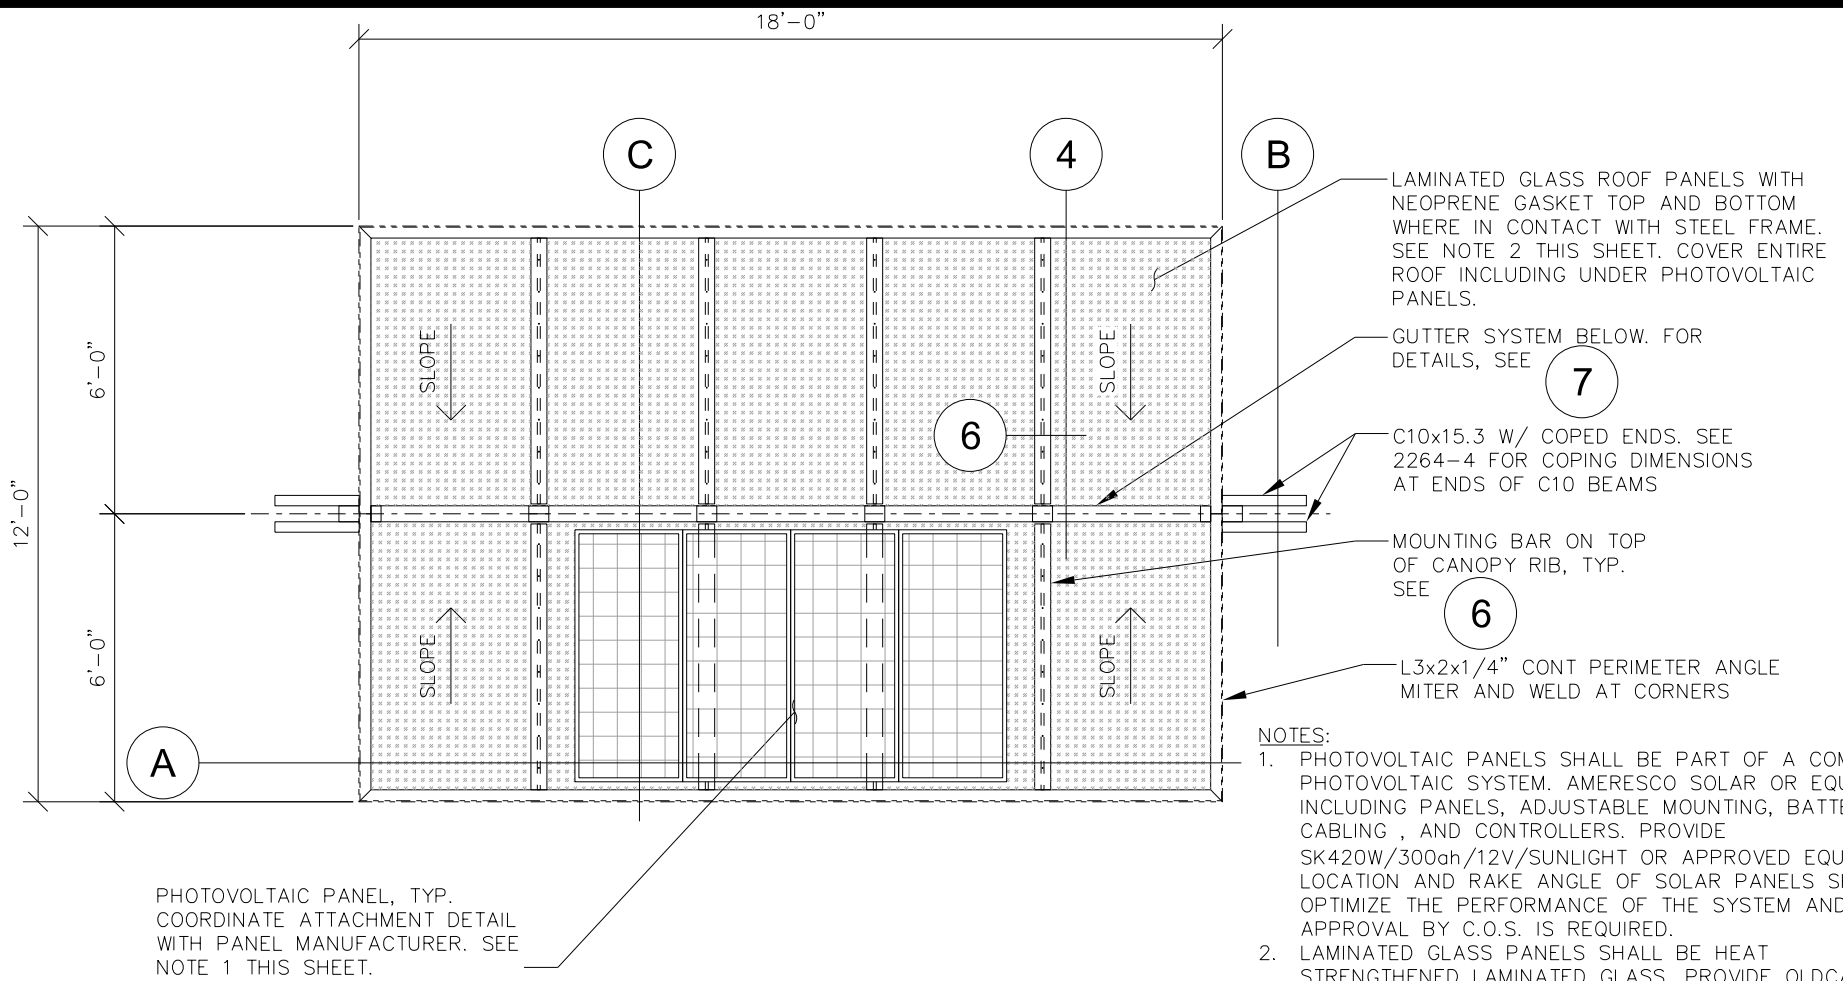 18'-0"
C
4
B
LAMINATED GLASS ROOF PANELS WITH
NEOPRENE GASKET TOP AND BOTTOM
WHERE IN CONTACT WITH STEEL FRAME.
SEE NOTE 2 THIS SHEET. COVER ENTIRE
ROOF INCLUDING UNDER PHOTOVOLTAIC
PANELS.
GUTTER SYSTEM BELOW. FOR
DETAILS, SEE
7
C10x15.3 W/ COPED ENDS. SEE
2264-4 FOR COPING DIMENSIONS
AT ENDS OF C10 BEAMS
MOUNTING BAR ON TOP
OF CANOPY RIB, TYP.
SEE
6
L3x2x1/4" CONT PERIMETER ANGLE
MITER AND WELD AT CORNERS
12'-0"
6'-0"
6'-0"
SLOPE
SLOPE
6
SLOPE
SLOPE
A
PHOTOVOLTAIC PANEL, TYP.
COORDINATE ATTACHMENT DETAIL
WITH PANEL MANUFACTURER. SEE
NOTE 1 THIS SHEET.
NOTES:
1. PHOTOVOLTAIC PANELS SHALL BE PART OF A
PHOTOVOLTAIC SYSTEM. AMERESCO SOLAR OR
INCLUDING PANELS, ADJUSTABLE MOUNTING,
CABLING , AND CONTROLLERS. PROVIDE
SK420W/300ah/12V/SUNLIGHT OR APPROVED
LOCATION AND RAKE ANGLE OF SOLAR PANELS
OPTIMIZE THE PERFORMANCE OF THE SYSTEM AND
APPROVAL BY C.O.S. IS REQUIRED.
2. LAMINATED GLASS PANELS SHALL BE HEAT
STRENGTHENED LAMINATED GLASS. PROVIDE